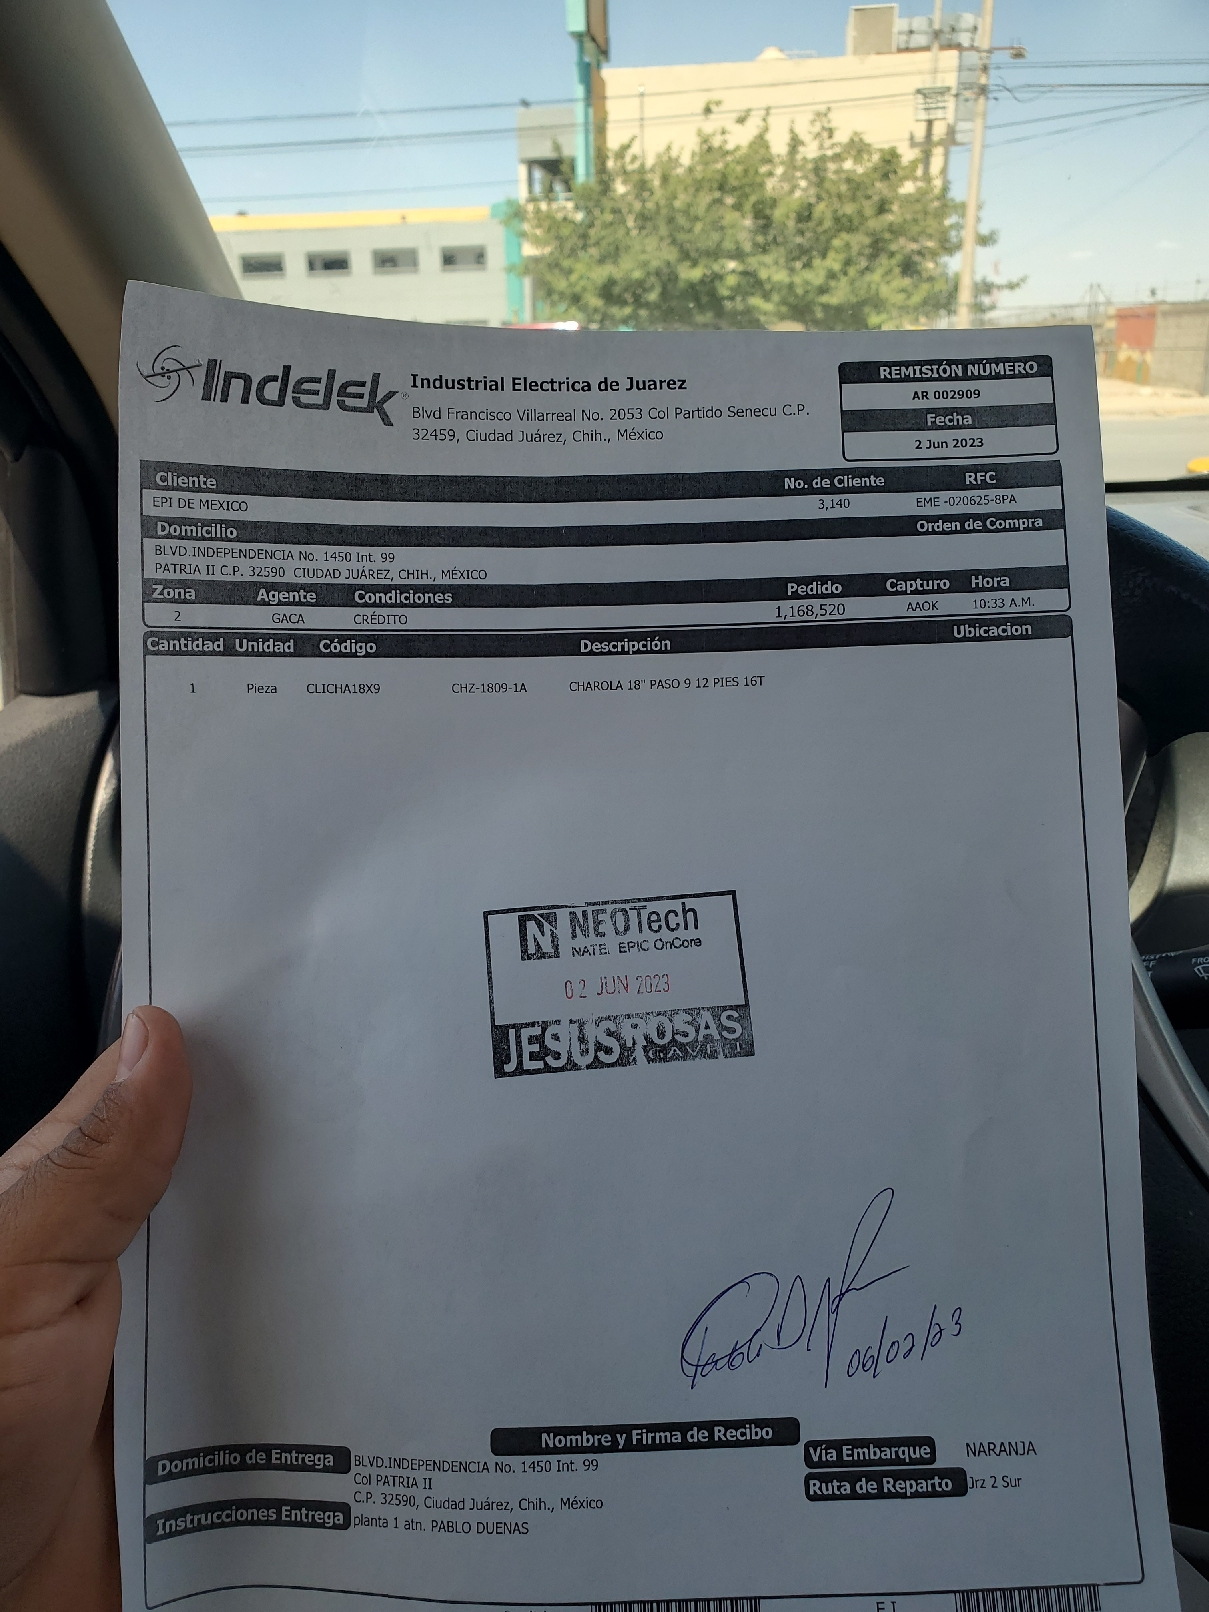 Indelek
Industrial Electrica de Juarez
Blvd Francisco Villarreal No. 2053 Col Partido Senecu C.P.
32459, Ciudad Juárez, Chih., México
REMISIÓN NÚMERO
AR 002909
Fecha
2 Jun 2023
Cliente No. de Cliente RFC
EPI DE MEXICO 3,140 EME -020625-8PA
Domicilio Orden de Compra
BLVD.INDEPENDENCIA No. 1450 Int. 99
PATRIA II C.P. 32590 CIUDAD JUÁREZ, CHIH., MÉXICO
Zona Agente Condiciones Pedido Capturo Hora
2 GACA CRÉDITO 1,168,520 AAOK 10:33 A.M.
Cantidad Unidad Código Descripción Ubicacion
1 Pieza CLICHA18X9 CHZ-1809-1A CHAROLA 18" PASO 9 12 PIES 16T
N NEOTech
NATEL EPIC OnCore
02 JUN 2023
JESUS ROSAS
06/02/23
Nombre y Firma de Recibo
Domicilio de Entrega BLVD.INDEPENDENCIA No. 1450 Int. 99
Col PATRIA II
C.P. 32590, Ciudad Juárez, Chih., México
Instrucciones Entrega planta 1 atn. PABLO DUENAS
Vía Embarque NARANJA
Ruta de Reparto Jrz 2 Sur